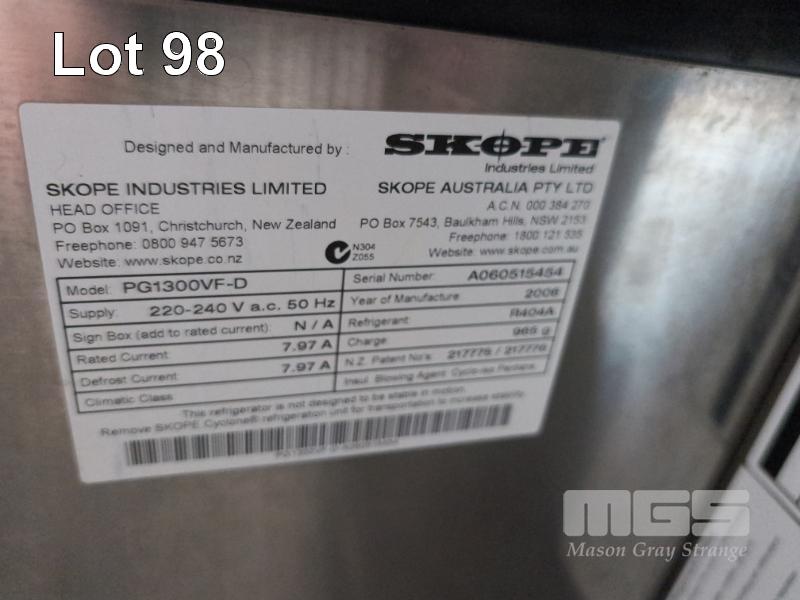 Lot 98
Designed and Manufactured by :
SKOPE
Industries Limited
SKOPE INDUSTRIES LIMITED
HEAD OFFICE
PO Box 1091, Christchurch, New Zealand
Freephone: 0800 947 5673
Website: www.skope.co.nz
SKOPE AUSTRALIA PTY LTD
A.C.N. 000 384 270
PO Box 7543, Baulkham Hills, NSW 2153
Freephone: 1800 121 535
Website: www.skope.com.au
N304
Z055
Model: PG1300VF-D
Supply: 220-240 V a.c. 50 Hz
Sign Box (add to rated current): N / A
Rated Current: 7.97 A
Defrost Current: 7.97 A
Climatic Class
Serial Number: A060515454
Year of Manufacture 2006
Refrigerant: R404A
Charge: 965 g
N.Z. Patent No's: 217775 / 217776
Insul. Blowing Agent:
This refrigerator is not designed to be stable in motion.
Remove SKOPE Cyclone® refrigeration unit for transportation to increase stability.
MGS
Mason Gray Strange